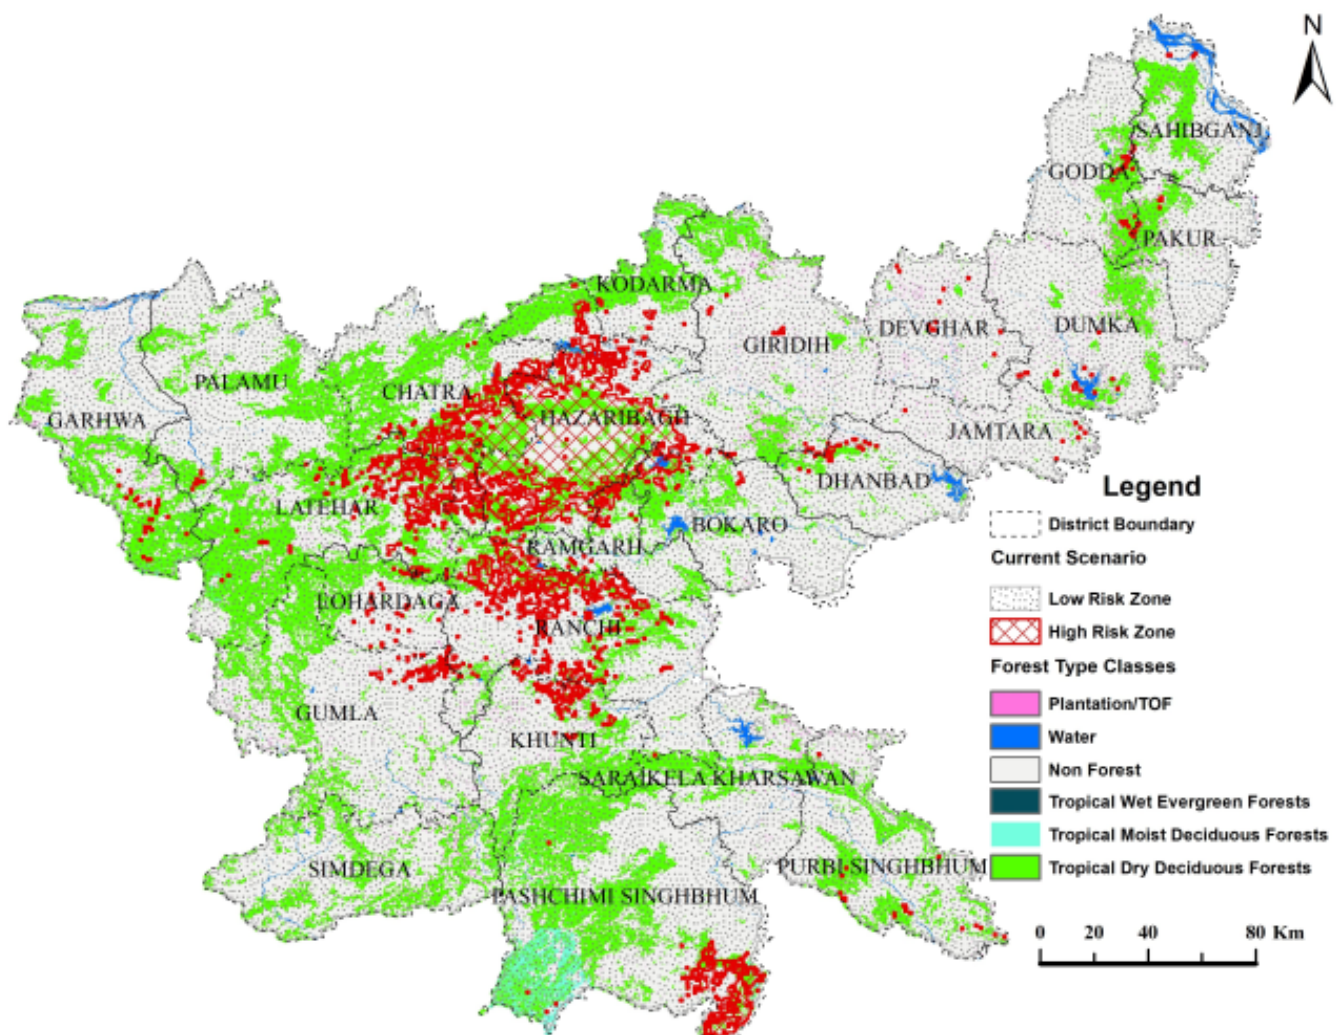 N
SAHIBGANJ
GODDA
PAKUR
KODARMA
DEVGHAR
DUMKA
GIRIDIH
PALAMU
CHATRA
GARHWA
HAZARIBAGH
JAMTARA
DHANBAD
LATEHAR
BOKARO
RAMGARH
LOHARDAGA
RANCHI
GUMLA
KHUNTI
SARAIKELA KHARSAWAN
SIMDEGA
PURBI SINGHBHUM
PASHCHIMI SINGHBHUM
Legend
District Boundary
Current Scenario
Low Risk Zone
High Risk Zone
Forest Type Classes
Plantation/TOF
Water
Non Forest
Tropical Wet Evergreen Forests
Tropical Moist Deciduous Forests
Tropical Dry Deciduous Forests
0 20 40 80 Km